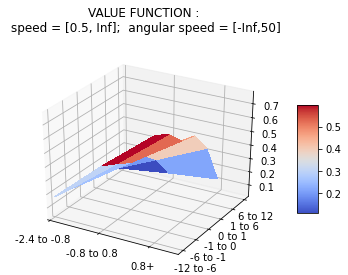 VALUE FUNCTION :
speed = [0.5, Inf];  angular speed = [-Inf,50]
0.7
0.6
0.5
0.4
0.3
0.2
0.1
0.5
0.4
0.3
0.2
6 to 12
1 to 6
0 to 1
-1 to 0
-6 to -1
-12 to -6
-2.4 to -0.8
-0.8 to 0.8
0.8+